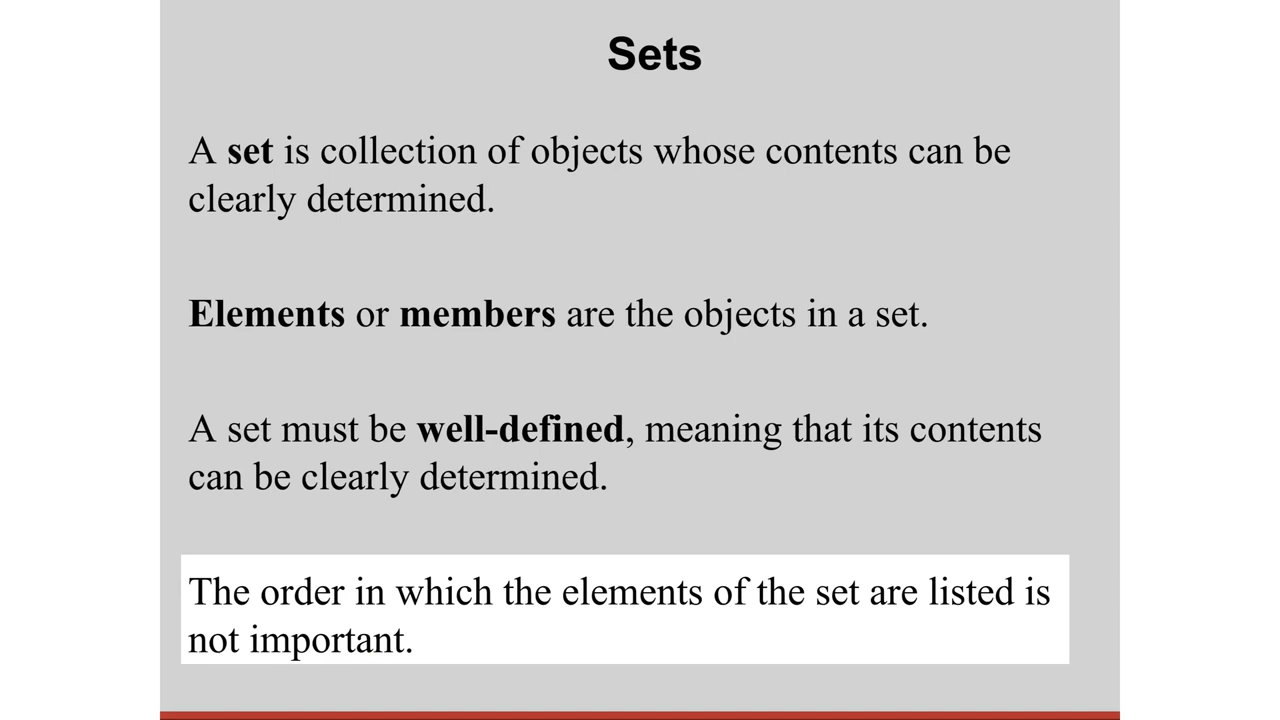 Sets
A set is collection of objects whose contents can be
clearly determined.
Elements or members are the objects in a set.
A set must be well-defined, meaning that its contents
can be clearly determined.
The order in which the elements of the set are listed is
not important.